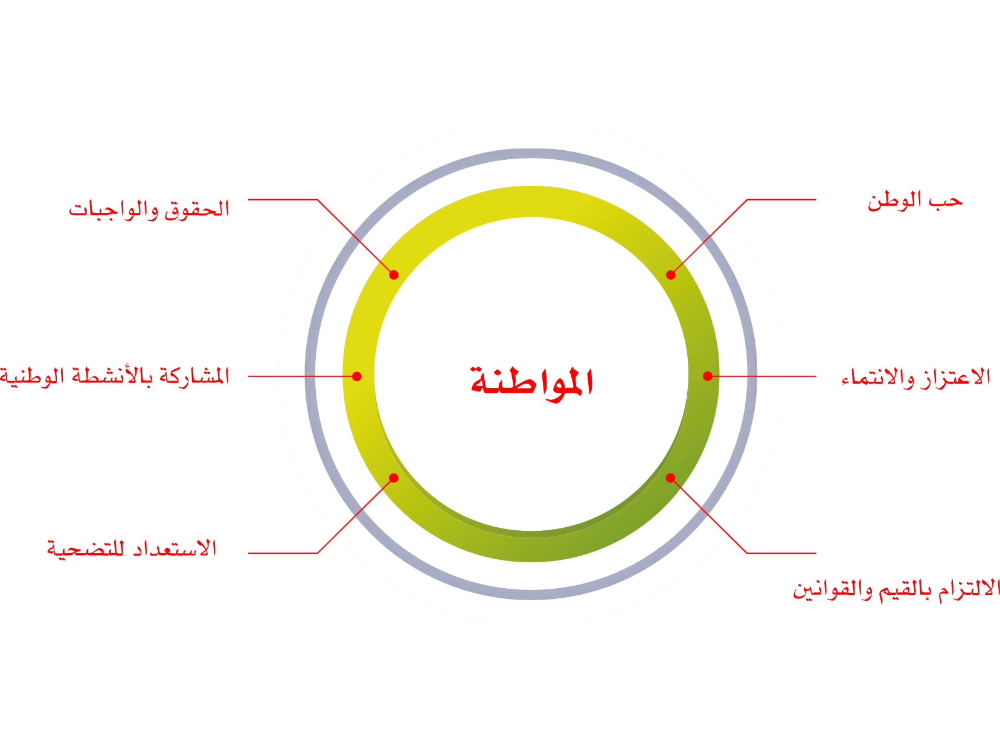 حب الوطن
الحقوق والواجبات
المواطنة
الاعتزاز والانتماء
المشاركة بالأنشطة الوطنية
الاستعداد للتضحية
الالتزام بالقيم والقوانين